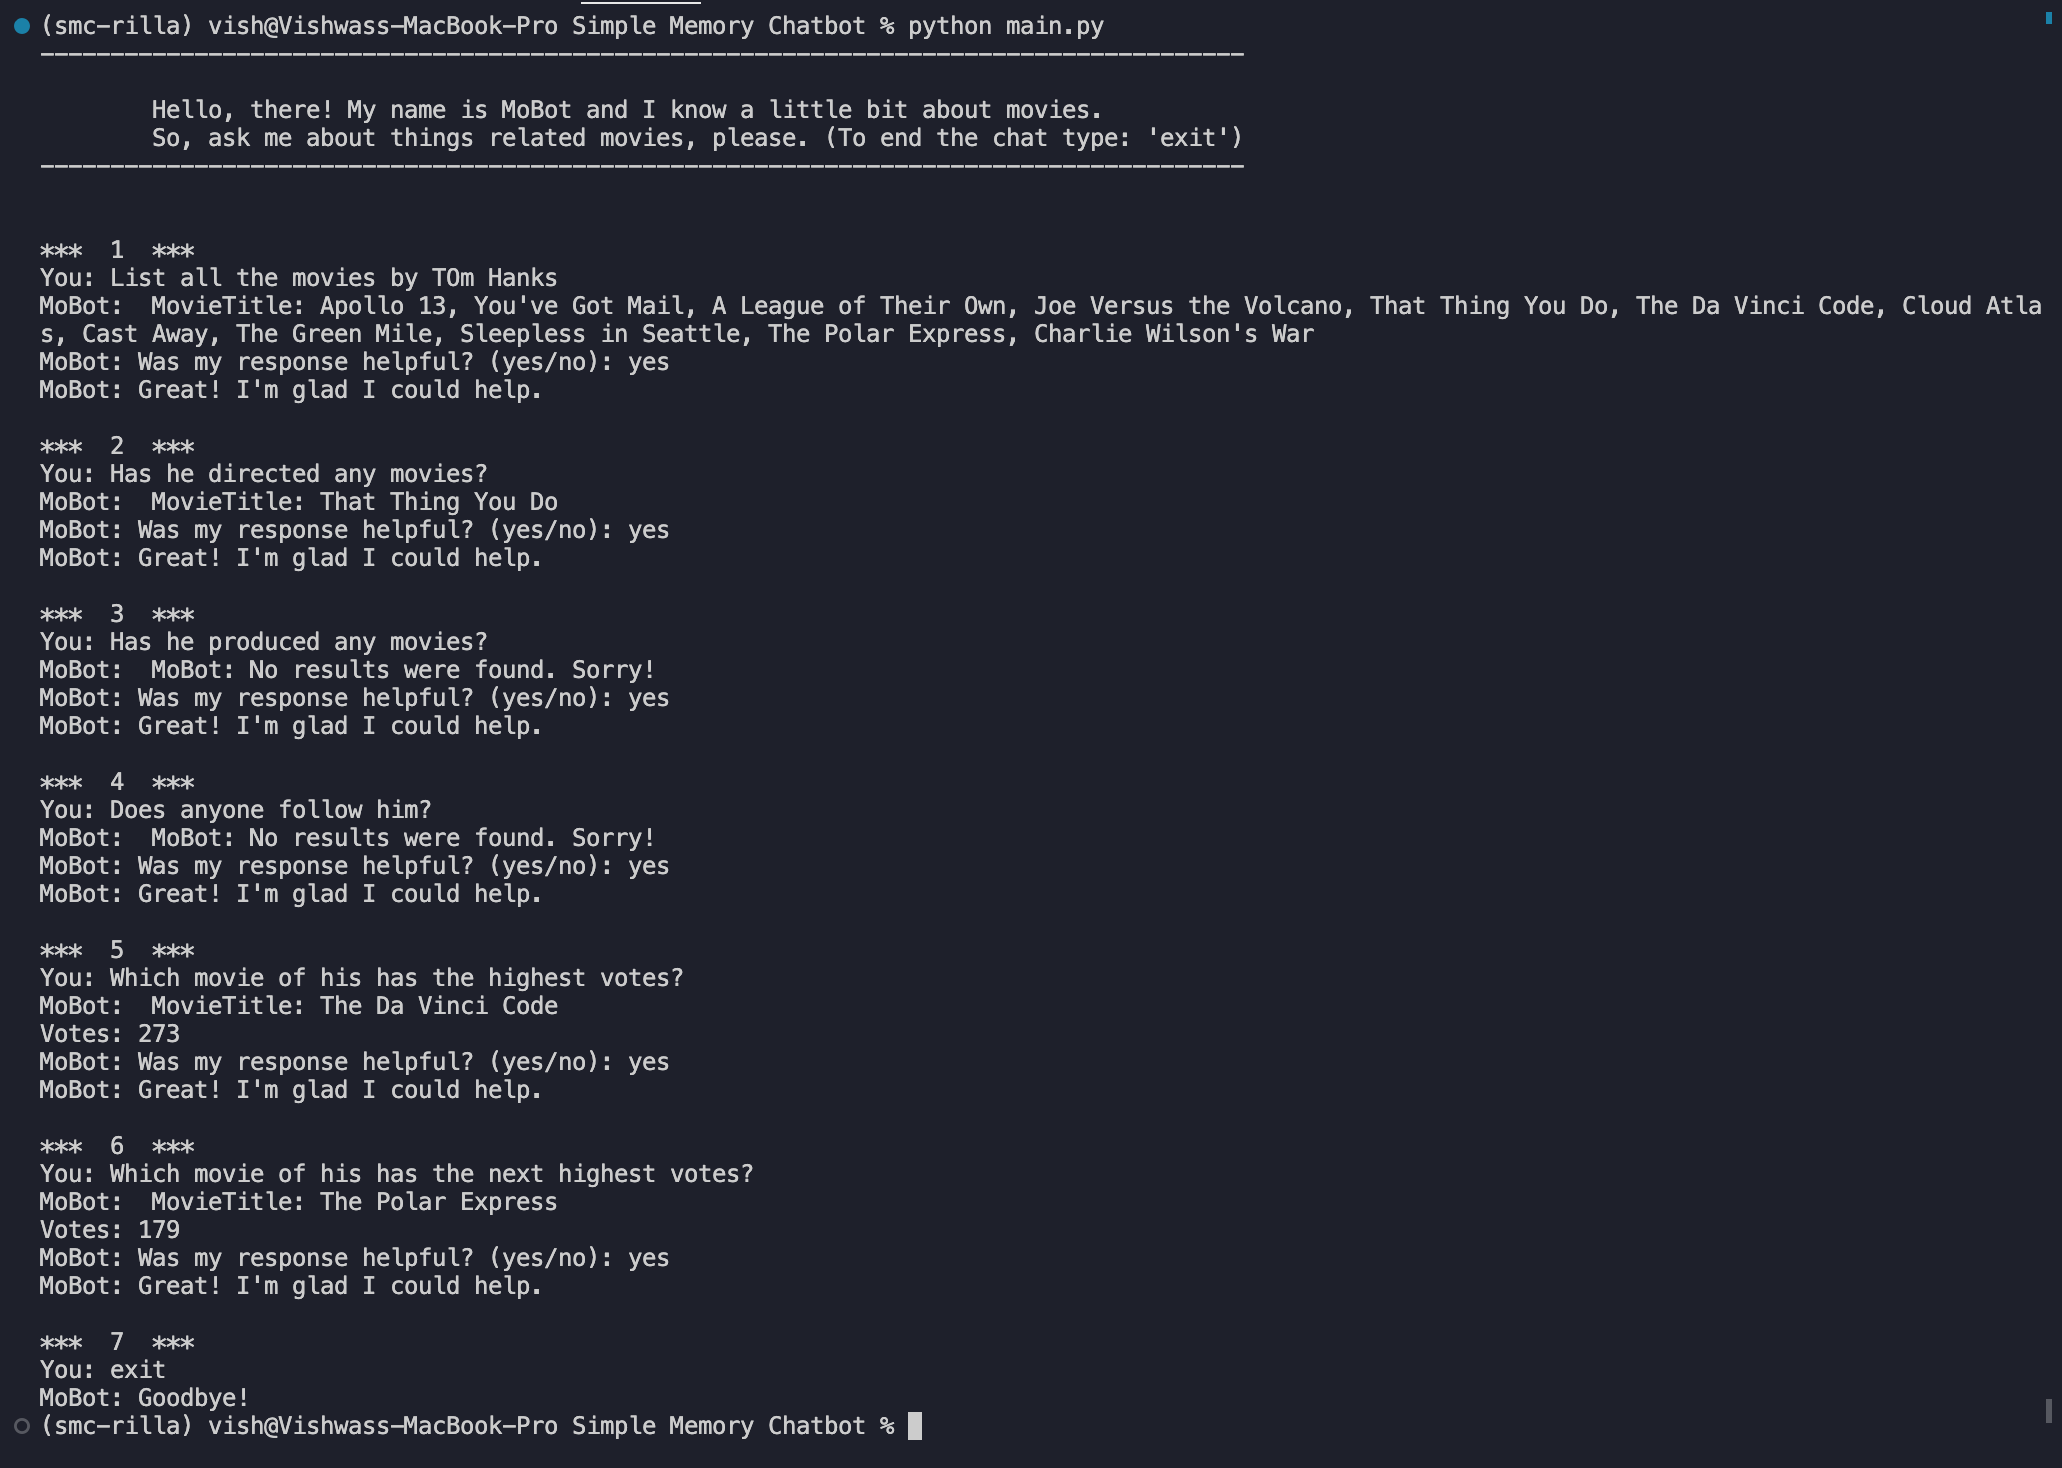 (smc-rilla) vish@Vishwass-MacBook-Pro Simple Memory Chatbot % python main.py
--------------------------------------------------------------------------------------
Hello, there! My name is MoBot and I know a little bit about movies.
So, ask me about things related movies, please. (To end the chat type: 'exit')
--------------------------------------------------------------------------------------
*** 1 ***
You: List all the movies by TOm Hanks
MoBot:  MovieTitle: Apollo 13, You've Got Mail, A League of Their Own, Joe Versus the Volcano, That Thing You Do, The Da Vinci Code, Cloud Atla
s, Cast Away, The Green Mile, Sleepless in Seattle, The Polar Express, Charlie Wilson's War
MoBot: Was my response helpful? (yes/no): yes
MoBot: Great! I'm glad I could help.
*** 2 ***
You: Has he directed any movies?
MoBot:  MovieTitle: That Thing You Do
MoBot: Was my response helpful? (yes/no): yes
MoBot: Great! I'm glad I could help.
*** 3 ***
You: Has he produced any movies?
MoBot:  MoBot: No results were found. Sorry!
MoBot: Was my response helpful? (yes/no): yes
MoBot: Great! I'm glad I could help.
*** 4 ***
You: Does anyone follow him?
MoBot:  MoBot: No results were found. Sorry!
MoBot: Was my response helpful? (yes/no): yes
MoBot: Great! I'm glad I could help.
*** 5 ***
You: Which movie of his has the highest votes?
MoBot:  MovieTitle: The Da Vinci Code
Votes: 273
MoBot: Was my response helpful? (yes/no): yes
MoBot: Great! I'm glad I could help.
*** 6 ***
You: Which movie of his has the next highest votes?
MoBot:  MovieTitle: The Polar Express
Votes: 179
MoBot: Was my response helpful? (yes/no): yes
MoBot: Great! I'm glad I could help.
*** 7 ***
You: exit
MoBot: Goodbye!
(smc-rilla) vish@Vishwass-MacBook-Pro Simple Memory Chatbot %